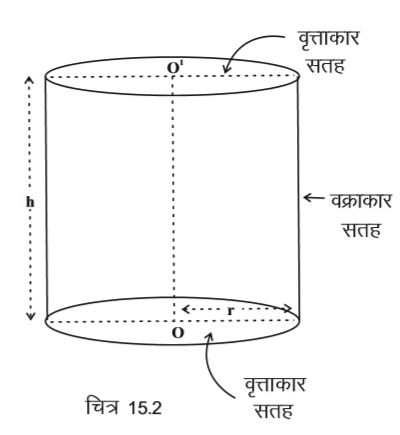 वृत्ताकार
सतह
O'
h
वक्राकार
सतह
r
O
वृत्ताकार
सतह
चित्र 15.2